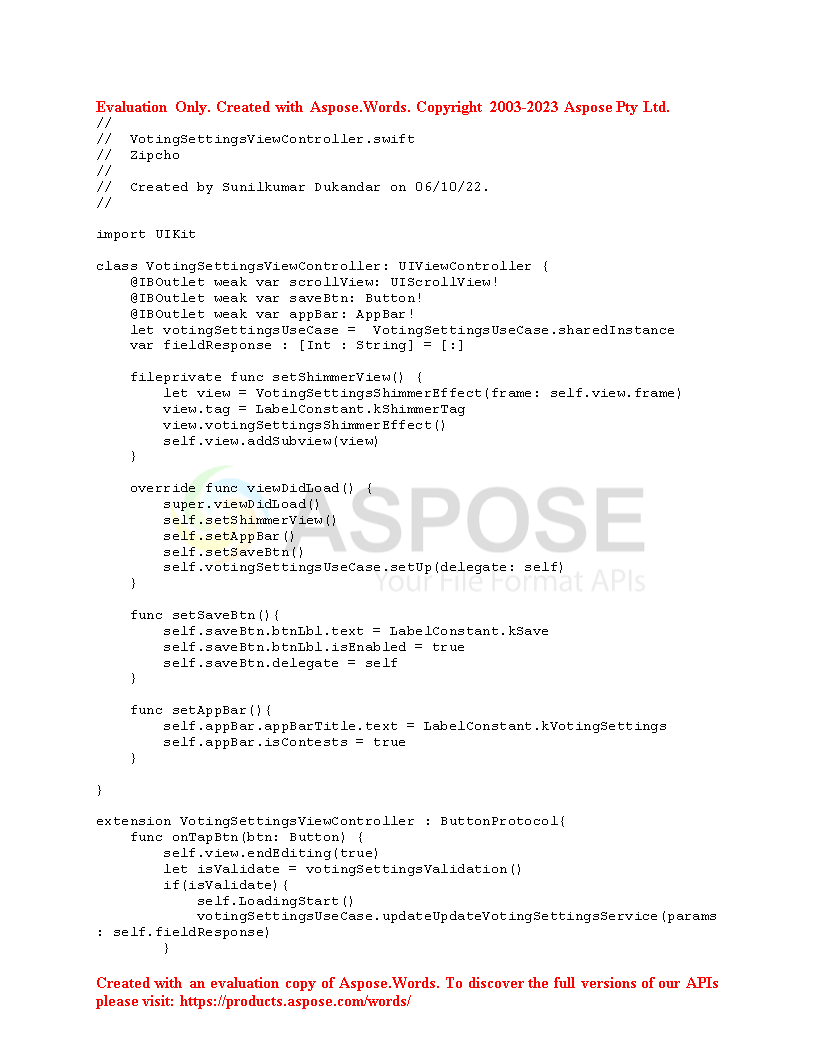 Evaluation Only. Created with Aspose.Words. Copyright 2003-2023 Aspose Pty Ltd.
//
//  VotingSettingsViewController.swift
//  Zipcho
//
//  Created by Sunilkumar Dukandar on 06/10/22.
//
import UIKit
class VotingSettingsViewController: UIViewController {
    @IBOutlet weak var scrollView: UIScrollView!
    @IBOutlet weak var saveBtn: Button!
    @IBOutlet weak var appBar: AppBar!
    let votingSettingsUseCase =  VotingSettingsUseCase.sharedInstance
    var fieldResponse : [Int : String] = [:]
    fileprivate func setShimmerView() {
        let view = VotingSettingsShimmerEffect(frame: self.view.frame)
        view.tag = LabelConstant.kShimmerTag
        view.votingSettingsShimmerEffect()
        self.view.addSubview(view)
    }
    override func viewDidLoad() {
        super.viewDidLoad()
        self.setShimmerView()
        self.setAppBar()
        self.setSaveBtn()
        self.votingSettingsUseCase.setUp(delegate: self)
    }
ASPOSE
Your File Format APIs
    func setSaveBtn(){
        self.saveBtn.btnLbl.text = LabelConstant.kSave
        self.saveBtn.btnLbl.isEnabled = true
        self.saveBtn.delegate = self
    }
    func setAppBar(){
        self.appBar.appBarTitle.text = LabelConstant.kVotingSettings
        self.appBar.isContests = true
    }
}
extension VotingSettingsViewController : ButtonProtocol{
    func onTapBtn(btn: Button) {
        self.view.endEditing(true)
        let isValidate = votingSettingsValidation()
        if(isValidate){
            self.LoadingStart()
            votingSettingsUseCase.updateUpdateVotingSettingsService(params
: self.fieldResponse)
        }
Created with an evaluation copy of Aspose.Words. To discover the full versions of our APIs
please visit: https://products.aspose.com/words/